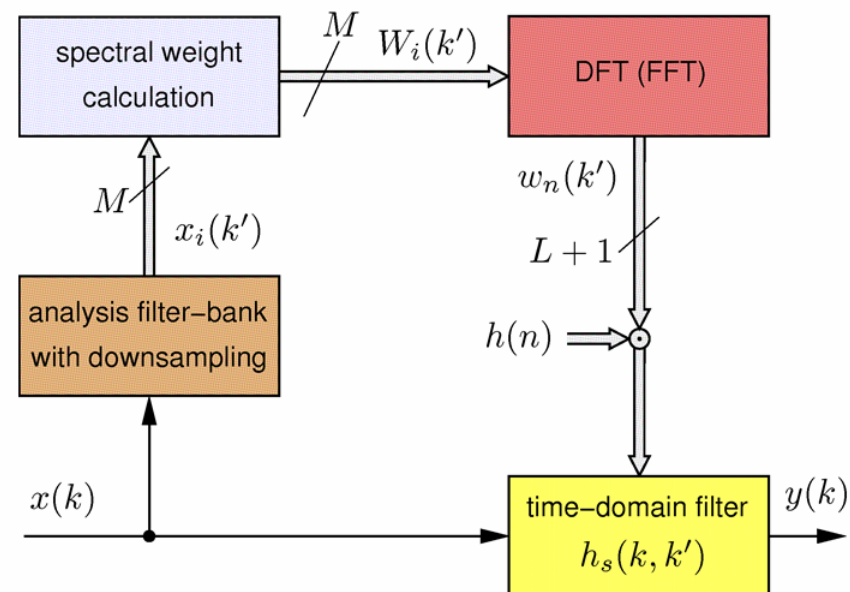 spectral weight
calculation
M
W_i(k′)
DFT (FFT)
M
x_i(k′)
w_n(k′)
L + 1
analysis filter–bank
with downsampling
h(n)
x(k)
time–domain filter
h_s(k, k′)
y(k)